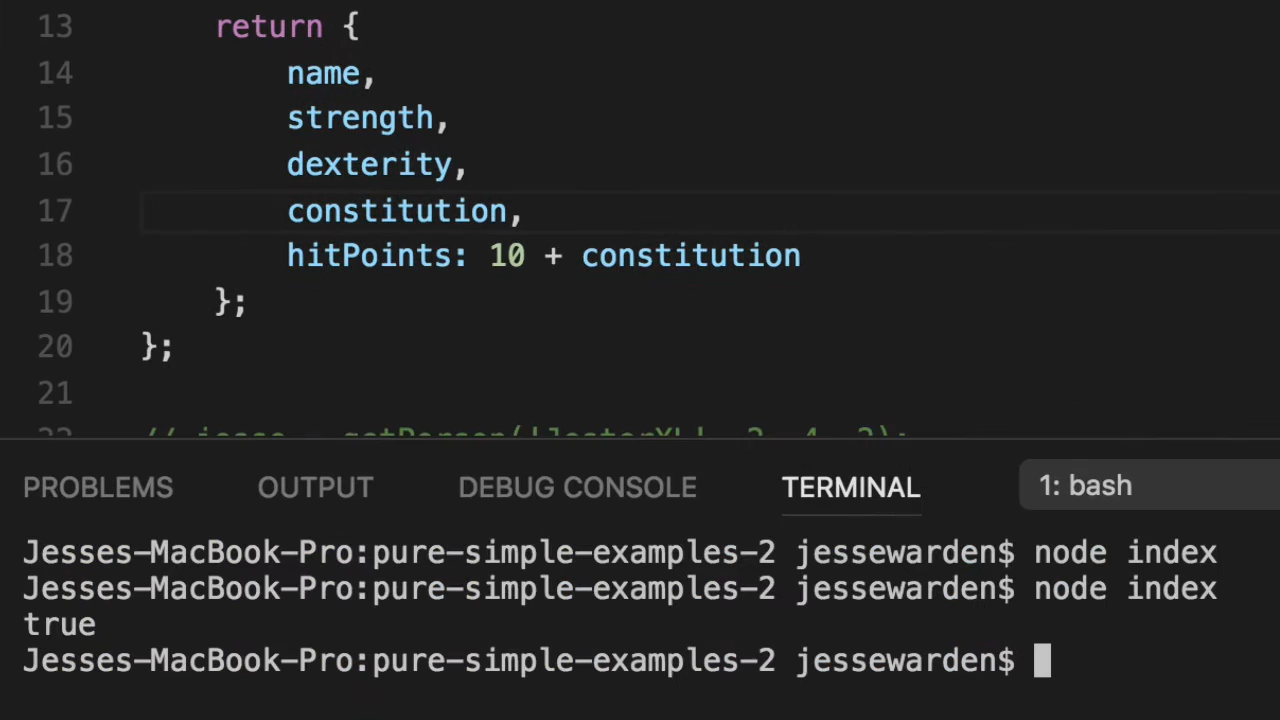 13 return {
14 name,
15 strength,
16 dexterity,
17 constitution,
18 hitPoints: 10 + constitution
19 };
20 };
21
PROBLEMS OUTPUT DEBUG CONSOLE TERMINAL 1: bash
Jesses-MacBook-Pro:pure-simple-examples-2 jessewarden$ node index
Jesses-MacBook-Pro:pure-simple-examples-2 jessewarden$ node index
true
Jesses-MacBook-Pro:pure-simple-examples-2 jessewarden$